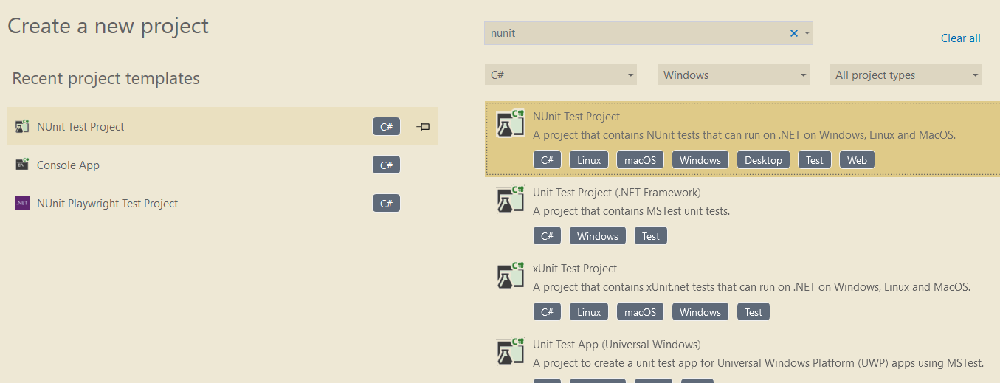 Create a new project
Recent project templates
NUnit Test Project
C#
Console App
C#
NUnit Playwright Test Project
C#
nunit
Clear all
C#
Windows
All project types
NUnit Test Project
A project that contains NUnit tests that can run on .NET on Windows, Linux and MacOS.
C# Linux macOS Windows Desktop Test Web
Unit Test Project (.NET Framework)
A project that contains MSTest unit tests.
C# Windows Test
xUnit Test Project
A project that contains xUnit.net tests that can run on .NET on Windows, Linux and MacOS.
C# Linux macOS Windows Test
Unit Test App (Universal Windows)
A project to create a unit test app for Universal Windows Platform (UWP) apps using MSTest.